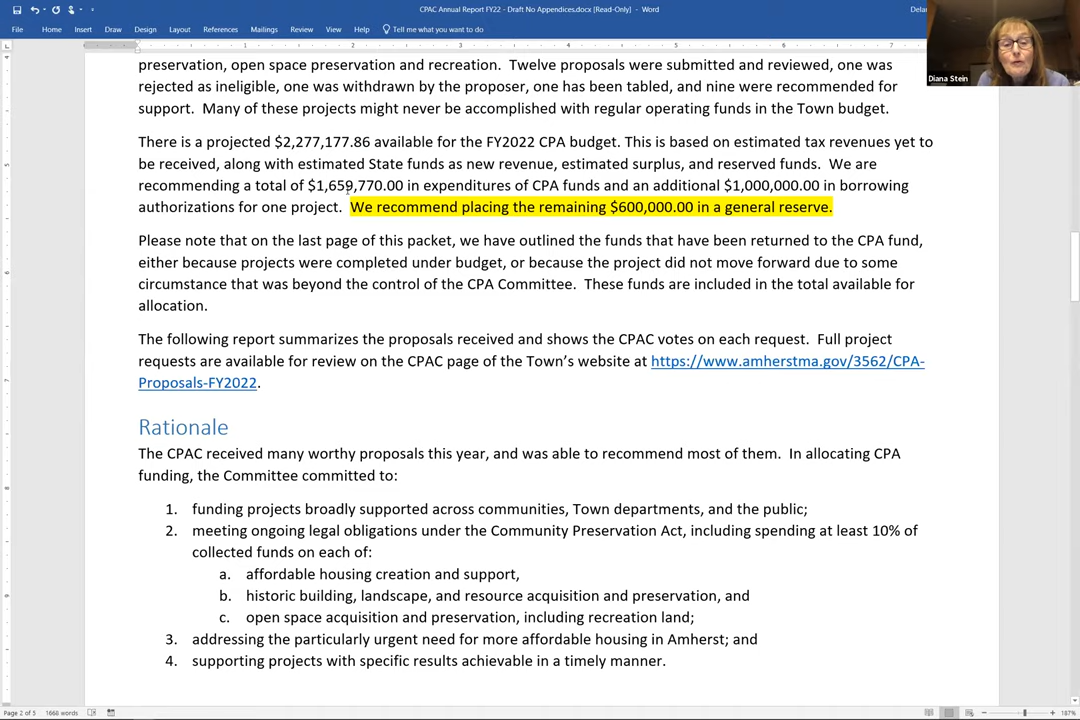 CPAC Annual Report FY22 - Draft No Appendices.docx [Read-Only] - Word
File Home Insert Draw Design Layout References Mailings Review View Help Tell me what you want to do
Diana Stein
preservation, open space preservation and recreation. Twelve proposals were submitted and reviewed, one was
rejected as ineligible, one was withdrawn by the proposer, one has been tabled, and nine were recommended for
support. Many of these projects might never be accomplished with regular operating funds in the Town budget.
There is a projected $2,277,177.86 available for the FY2022 CPA budget. This is based on estimated tax revenues yet to
be received, along with estimated State funds as new revenue, estimated surplus, and reserved funds. We are
recommending a total of $1,659,770.00 in expenditures of CPA funds and an additional $1,000,000.00 in borrowing
authorizations for one project. We recommend placing the remaining $600,000.00 in a general reserve.
Please note that on the last page of this packet, we have outlined the funds that have been returned to the CPA fund,
either because projects were completed under budget, or because the project did not move forward due to some
circumstance that was beyond the control of the CPA Committee. These funds are included in the total available for
allocation.
The following report summarizes the proposals received and shows the CPAC votes on each request. Full project
requests are available for review on the CPAC page of the Town's website at https://www.amherstma.gov/3562/CPA-
Proposals-FY2022.
Rationale
The CPAC received many worthy proposals this year, and was able to recommend most of them. In allocating CPA
funding, the Committee committed to:
1. funding projects broadly supported across communities, Town departments, and the public;
2. meeting ongoing legal obligations under the Community Preservation Act, including spending at least 10% of
collected funds on each of:
a. affordable housing creation and support,
b. historic building, landscape, and resource acquisition and preservation, and
c. open space acquisition and preservation, including recreation land;
3. addressing the particularly urgent need for more affordable housing in Amherst; and
4. supporting projects with specific results achievable in a timely manner.
Page 2 of 5 1668 words 187%